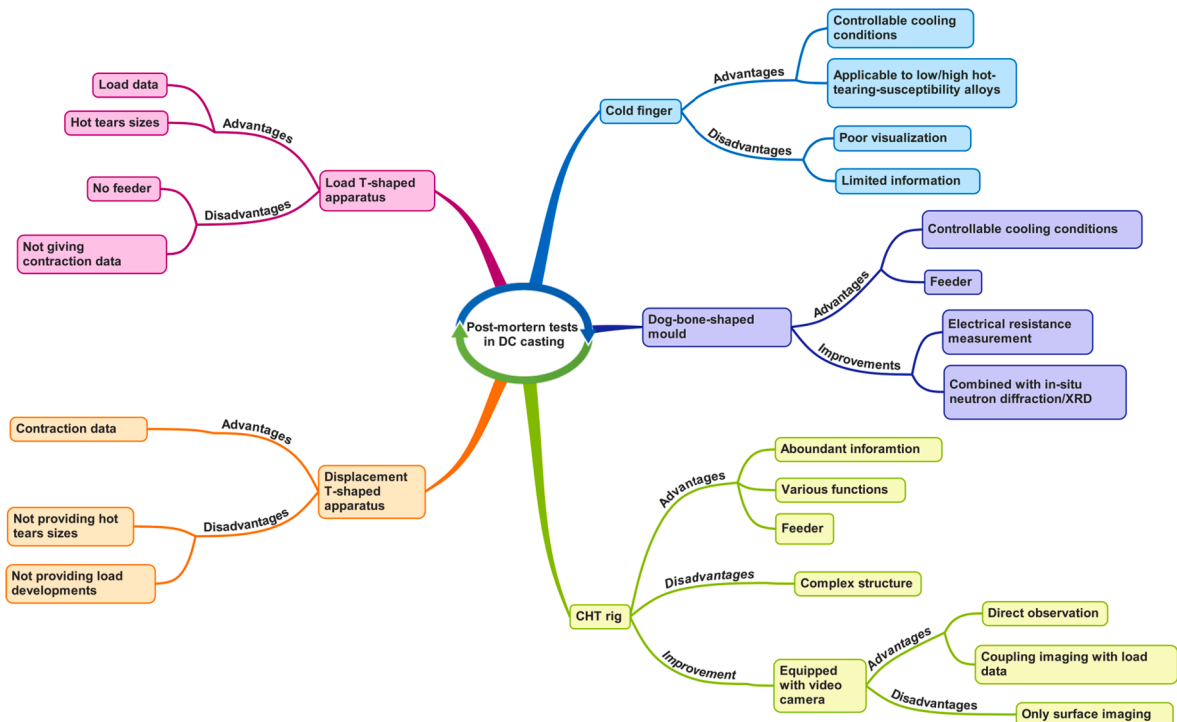 Post-mortern tests
in DC casting
Cold finger
Advantages
Controllable cooling
conditions
Applicable to low/high hot-
tearing-susceptibility alloys
Disadvantages
Poor visualization
Limited information
Dog-bone-shaped
mould
Advantages
Controllable cooling conditions
Feeder
Improvements
Electrical resistance
measurement
Combined with in-situ
neutron diffraction/XRD
CHT rig
Advantages
Aboundant inforamtion
Various functions
Feeder
Disadvantages
Complex structure
Improvement
Equipped
with video
camera
Advantages
Direct observation
Coupling imaging with load
data
Disadvantages
Only surface imaging
Displacement
T-shaped
apparatus
Advantages
Contraction data
Disadvantages
Not providing hot
tears sizes
Not providing load
developments
Load T-shaped
apparatus
Advantages
Load data
Hot tears sizes
Disadvantages
No feeder
Not giving
contraction data